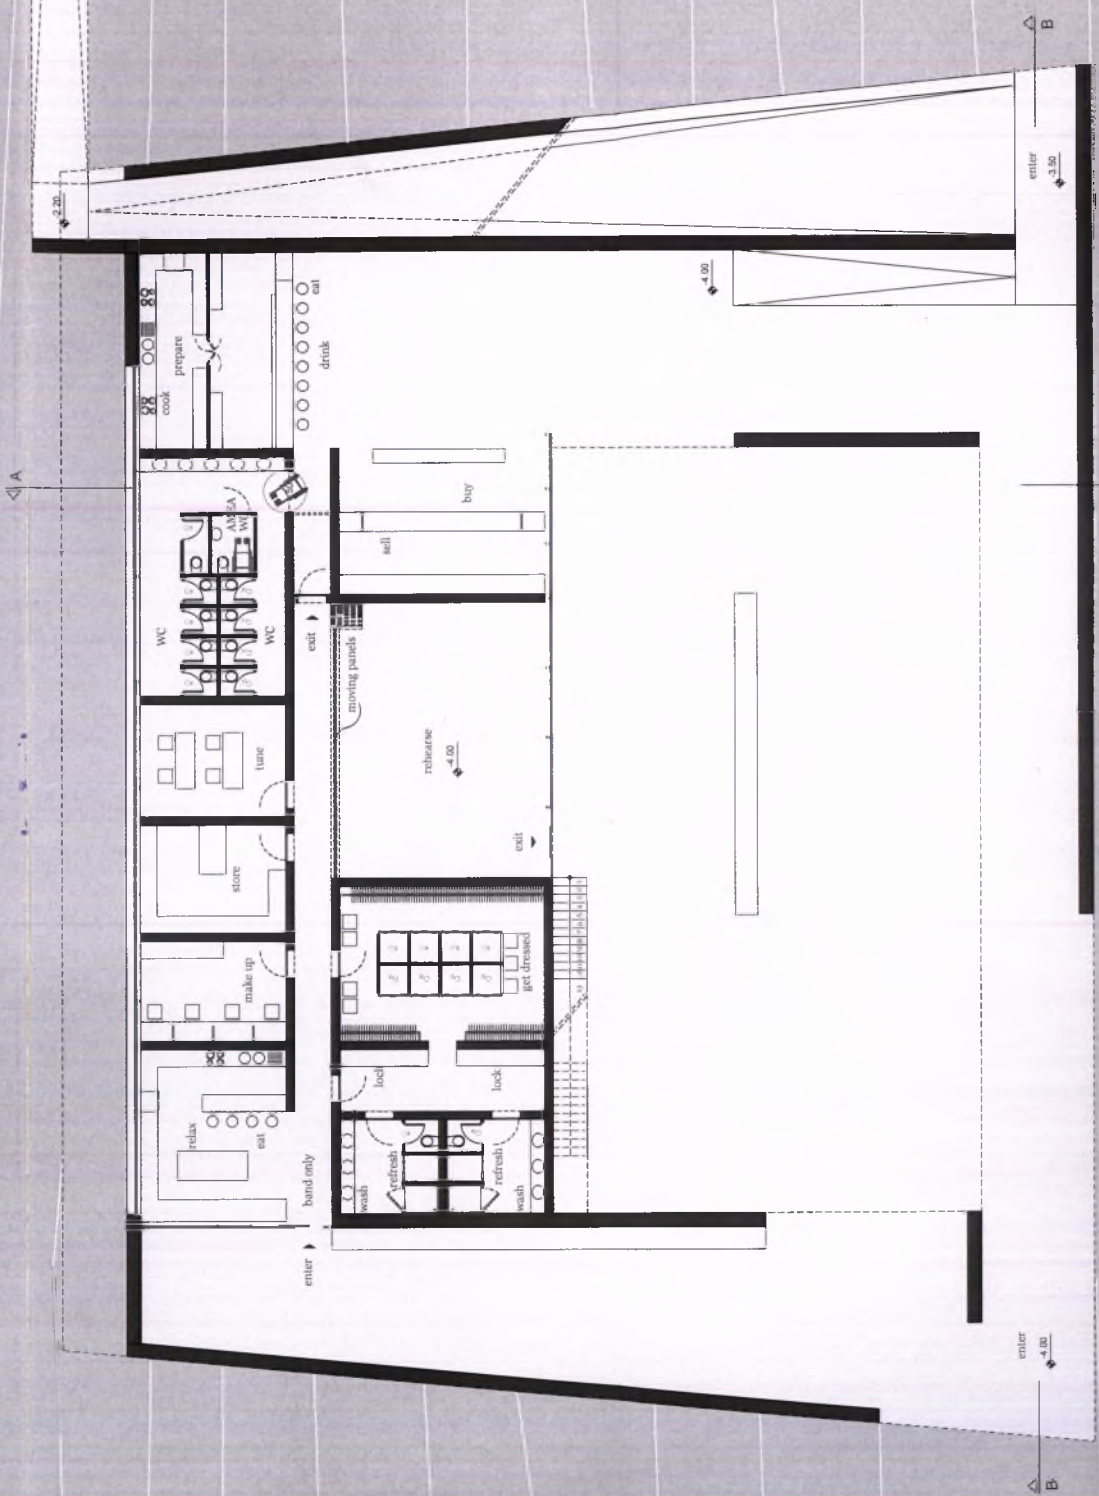 A
-2.20
relax
eat
make up
store
tune
WC
WC
AMEA
WC
cook
prepare
drink
eat
enter
band only
exit
moving panels
sell
buy
wash
refresh
lock
rehearse
-4.00
refresh
wash
lock
get dressed
exit
-4.00
enter
-4.00
enter
-3.50
B
B